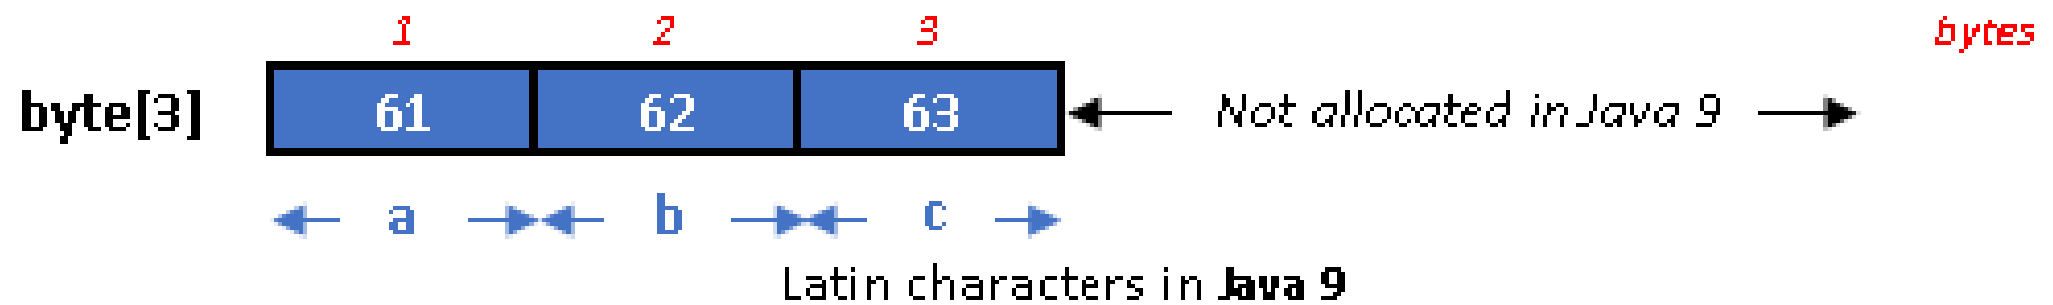 1 2 3 bytes
byte[3] 61 62 63 Not allocated in Java 9
a b c
Latin characters in Java 9